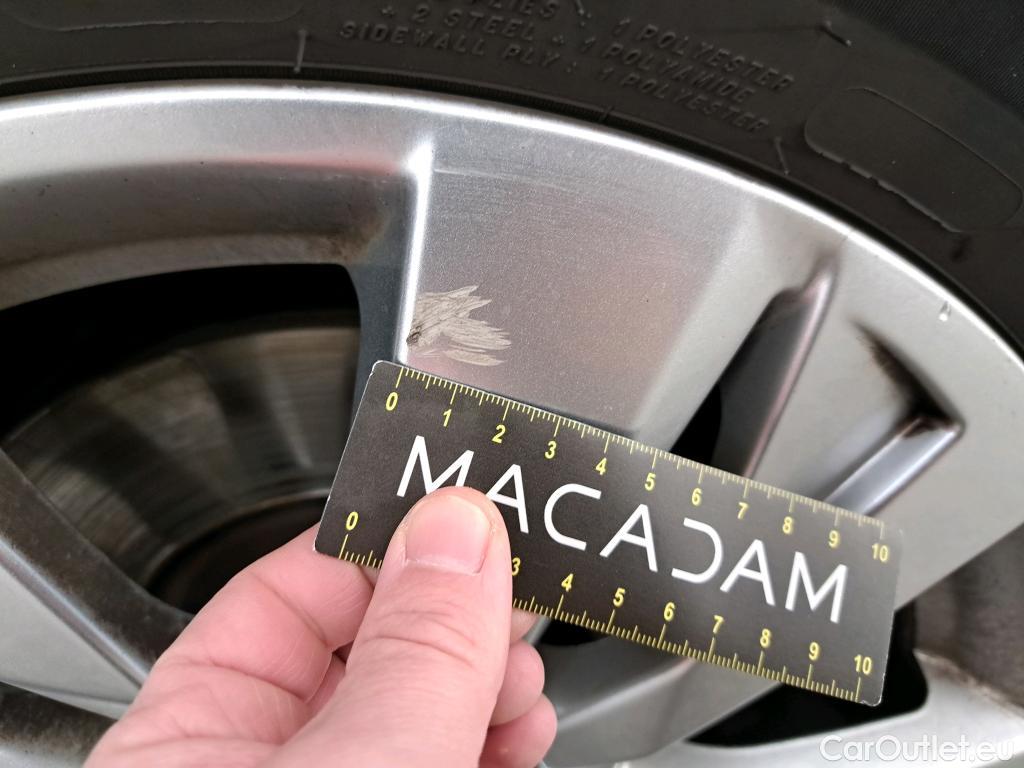 PLIES : 1 POLYESTER
+ 2 STEEL + 1 POLYAMIDE
SIDEWALL PLY : 1 POLYESTER
0 1 2 3 4 5 6 7 8 9 10
MACADAM
0 3 4 5 6 7 8 9 10
CarOutlet.eu